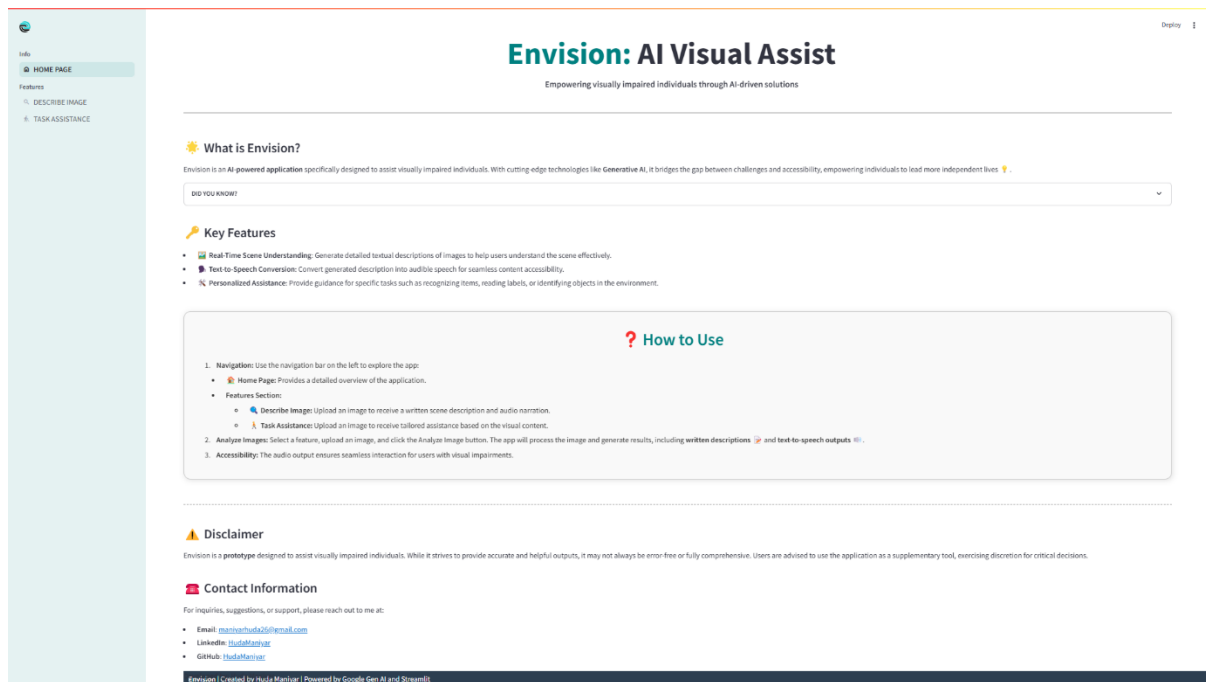 Deploy
Info
HOME PAGE
Features
DESCRIBE IMAGE
TASK ASSISTANCE
Envision: AI Visual Assist
Empowering visually impaired individuals through AI-driven solutions
What is Envision?
Envision is an AI-powered application specifically designed to assist visually impaired individuals. With cutting-edge technologies like Generative AI, it bridges the gap between challenges and accessibility, empowering individuals to lead more independent lives 💡 .
DID YOU KNOW?
Key Features
• Real-Time Scene Understanding: Generate detailed textual descriptions of images to help users understand the scene effectively.
• Text-to-Speech Conversion: Convert generated description into audible speech for seamless content accessibility.
• Personalized Assistance: Provide guidance for specific tasks such as recognizing items, reading labels, or identifying objects in the environment.
❓ How to Use
1. Navigation: Use the navigation bar on the left to explore the app:
• Home Page: Provides a detailed overview of the application.
• Features Section:
Describe Image: Upload an image to receive a written scene description and audio narration.
Task Assistance: Upload an image to receive tailored assistance based on the visual content.
2. Analyze Images: Select a feature, upload an image, and click the Analyze Image button. The app will process the image and generate results, including written descriptions 📝 and text-to-speech outputs 🔊 .
3. Accessibility: The audio output ensures seamless interaction for users with visual impairments.
Disclaimer
Envision is a prototype designed to assist visually impaired individuals. While it strives to provide accurate and helpful outputs, it may not always be error-free or fully comprehensive. Users are advised to use the application as a supplementary tool, exercising discretion for critical decisions.
Contact Information
For inquiries, suggestions, or support, please reach out to me at:
• Email: manivarhuda26@gmail.com
• LinkedIn: HudaManiyar
• GitHub: HudaManiyar
Envision | Created by Huda Maniyar | Powered by Google Gen AI and Streamlit